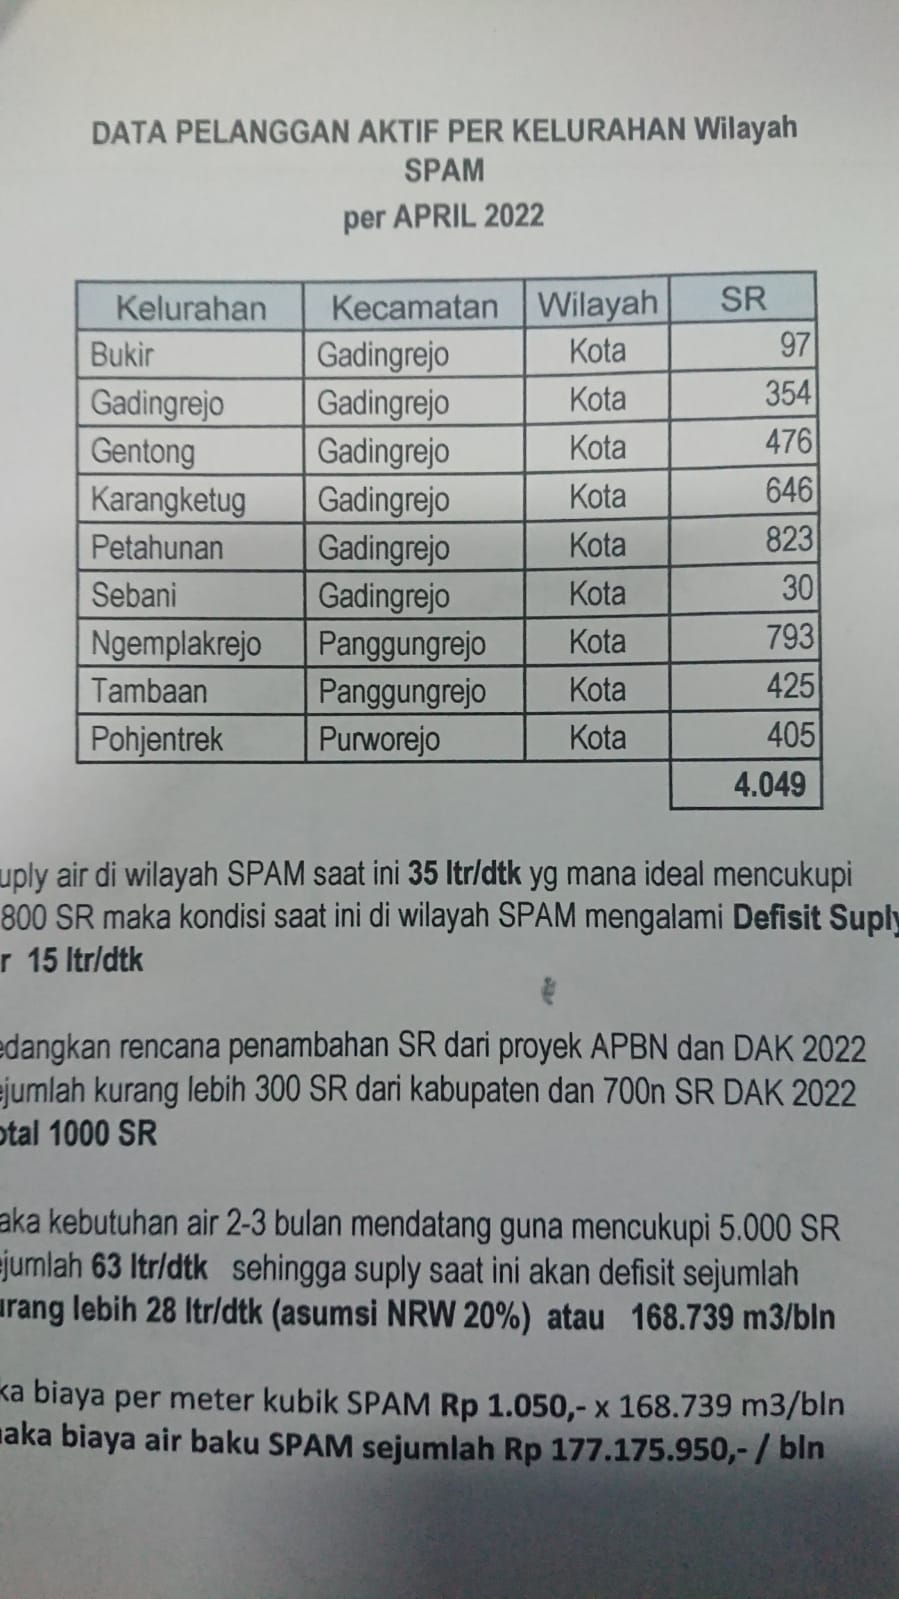 DATA PELANGGAN AKTIF PER KELURAHAN Wilayah
SPAM
per APRIL 2022
Kelurahan Kecamatan Wilayah SR
Bukir Gadingrejo Kota 97
Gadingrejo Gadingrejo Kota 354
Gentong Gadingrejo Kota 476
Karangketug Gadingrejo Kota 646
Petahunan Gadingrejo Kota 823
Sebani Gadingrejo Kota 30
Ngemplakrejo Panggungrejo Kota 793
Tambaan Panggungrejo Kota 425
Pohjentrek Purworejo Kota 405
4.049
uply air di wilayah SPAM saat ini 35 ltr/dtk yg mana ideal mencukupi
800 SR maka kondisi saat ini di wilayah SPAM mengalami Defisit Suply
r 15 ltr/dtk
edangkan rencana penambahan SR dari proyek APBN dan DAK 2022
ejumlah kurang lebih 300 SR dari kabupaten dan 700n SR DAK 2022
otal 1000 SR
aka kebutuhan air 2-3 bulan mendatang guna mencukupi 5.000 SR
ejumlah 63 ltr/dtk sehingga suply saat ini akan defisit sejumlah
urang lebih 28 ltr/dtk (asumsi NRW 20%) atau 168.739 m3/bln
ka biaya per meter kubik SPAM Rp 1.050,- x 168.739 m3/bln
aka biaya air baku SPAM sejumlah Rp 177.175.950,- / bln